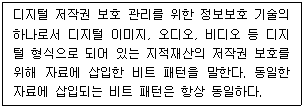 디지털 저작권 보호 관리를 위한 정보보호 기술의
하나로서 디지털 이미지, 오디오, 비디오 등 디지
털 형식으로 되어 있는 지적재산의 저작권 보호를
위해 자료에 삽입한 비트 패턴을 말한다. 동일한
자료에 삽입되는 비트 패턴은 항상 동일하다.